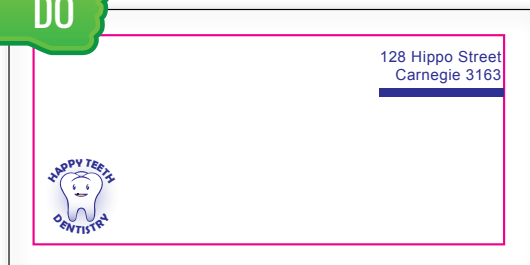 DO
128 Hippo Street
Carnegie 3163
HAPPY TEETH
DENTISTRY